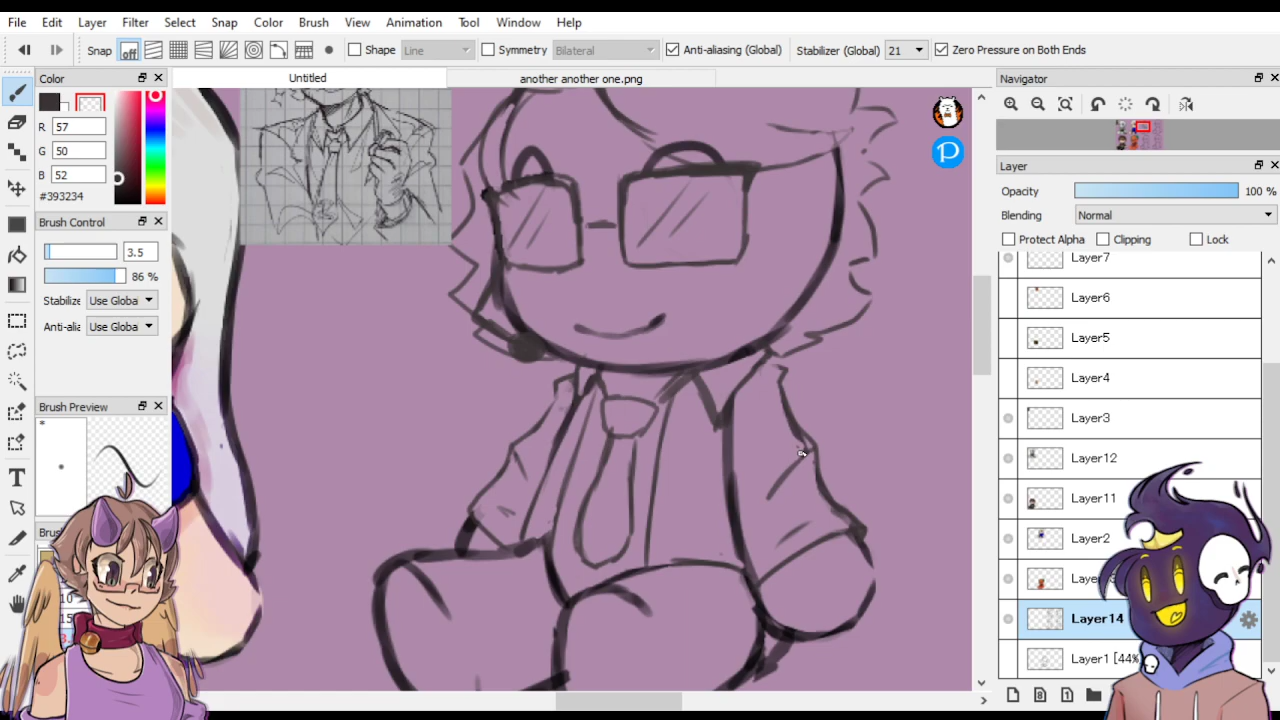 File Edit Layer Filter Select Snap Color Brush View Animation Tool Window Help
Snap off Shape Line Symmetry Bilateral Anti-aliasing (Global) Stabilizer (Global) 21 Zero Pressure on Both Ends
Color
Untitled
another another one.png
Navigator
R 57
G 50
B 52
#393234
Layer
Opacity 100 %
Blending Normal
Protect Alpha Clipping Lock
Brush Control
3.5
86 %
Stabilize Use Globa
Anti-alia Use Globa
Brush Preview
Layer7
Layer6
Layer5
Layer4
Layer3
Layer12
Layer11
Layer2
Layer14
Layer1 [44%
T
P
10
15